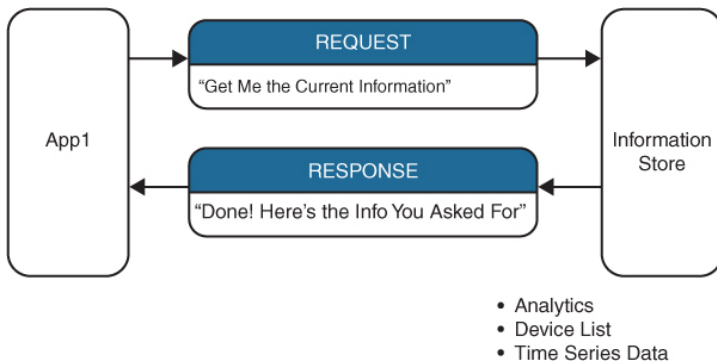 REQUEST
“Get Me the Current Information”
App1
Information
Store
RESPONSE
“Done! Here’s the Info You Asked For”
• Analytics
• Device List
• Time Series Data